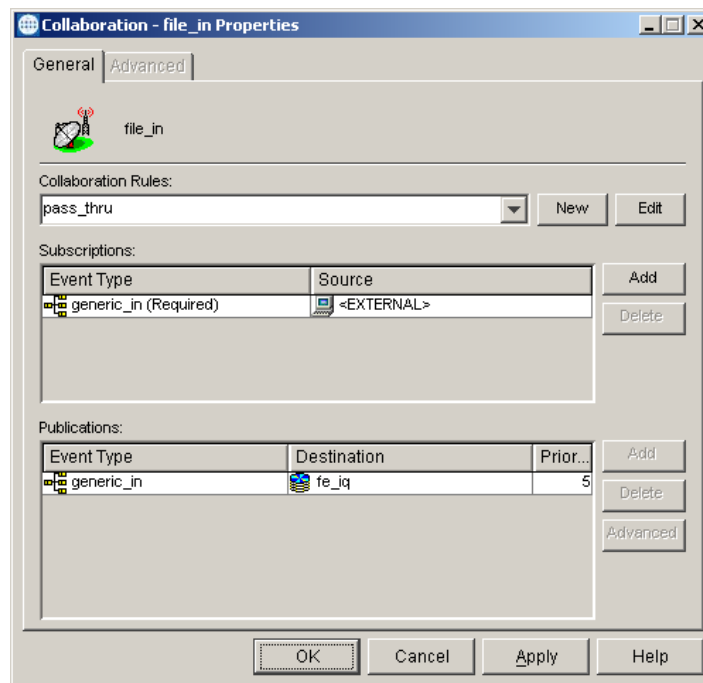 Collaboration - file_in Properties
General Advanced
file_in
Collaboration Rules:
pass_thru New Edit
Subscriptions:
Event Type Source Add
generic_in (Required) <EXTERNAL> Delete
Publications:
Event Type Destination Prior... Add
generic_in fe_iq 5 Delete
Advanced
OK Cancel Apply Help